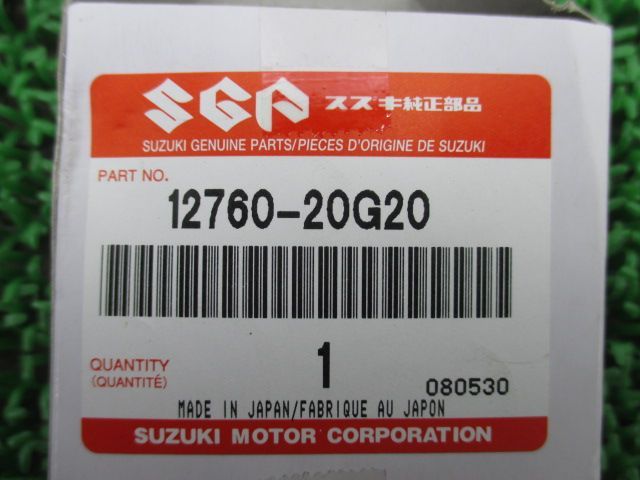 SGP スズキ純正部品
SUZUKI GENUINE PARTS/PIECES D'ORIGINE DE SUZUKI
PART NO.
12760-20G20
QUANTITY 1
(QUANTITÉ) 080530
MADE IN JAPAN/FABRIQUE AU JAPON
SUZUKI MOTOR CORPORATION